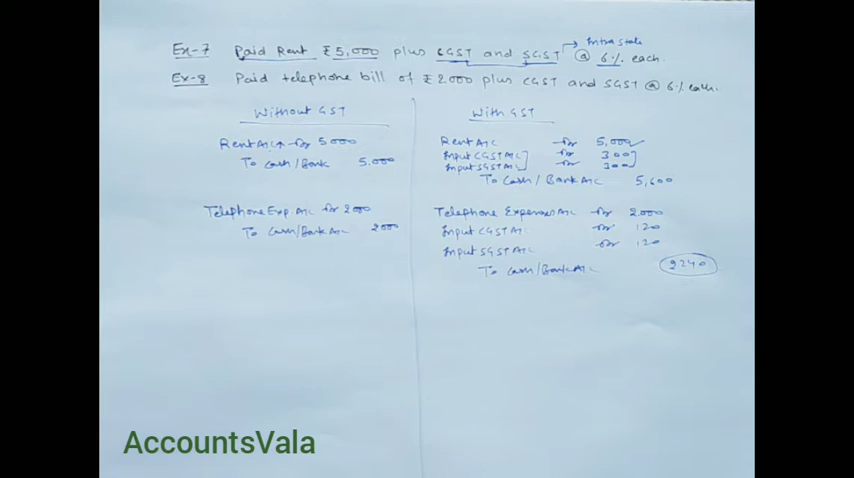 Intra state
Ex-7 Paid Rent ₹ 5,000 plus CGST and SGST @ 6% each.
Ex-8 Paid telephone bill of ₹ 2000 plus CGST and SGST @ 6% each.
Without GST
Rent A/c Dr 5000
To Cash/Bank 5.000
Telephone Exp. A/c Dr 2000
To Cash/Bank A/c 2000
With GST
Rent A/c Dr 5,000
Input CGST A/c Dr 300
Input SGST A/c Dr 300
To Cash/Bank A/c 5,600
Telephone Expenses A/c Dr 2000
Input CGST A/c Dr 120
Input SGST A/c Dr 120
To Cash/Bank A/c 2240
AccountsVala